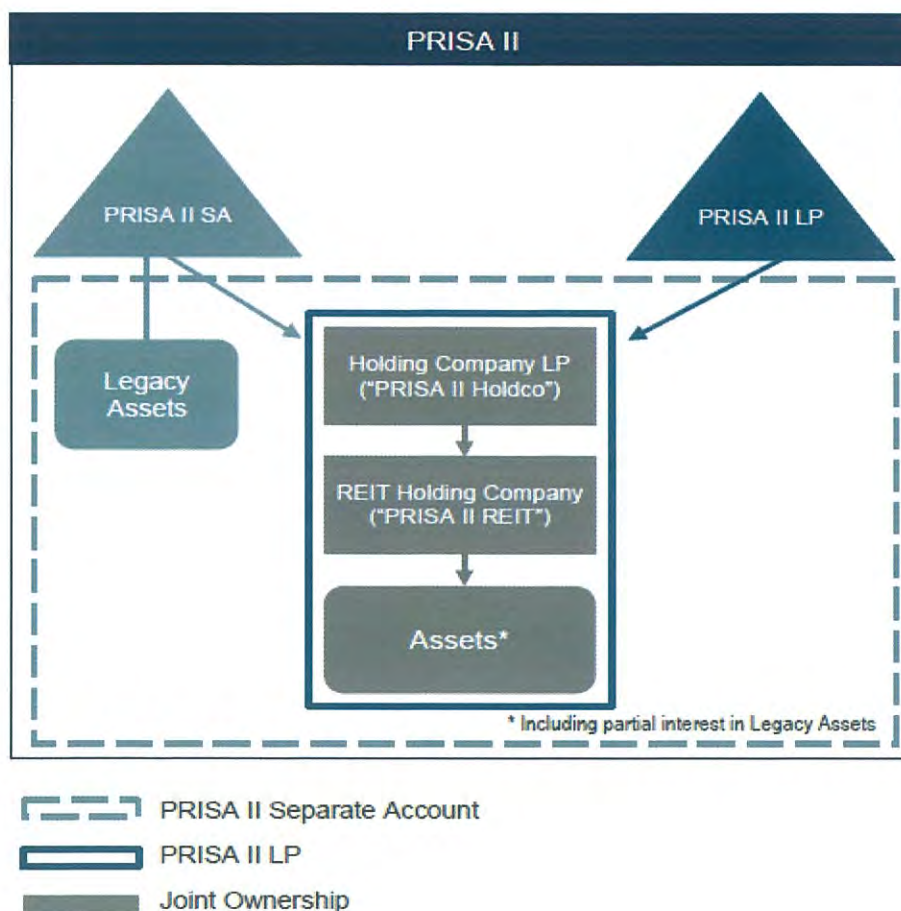 PRISA II
PRISA II SA
PRISA II LP
Legacy
Assets
Holding Company LP
("PRISA II Holdco")
REIT Holding Company
("PRISA II REIT")
Assets*
* Including partial interest in Legacy Assets
PRISA II Separate Account
PRISA II LP
Joint Ownership